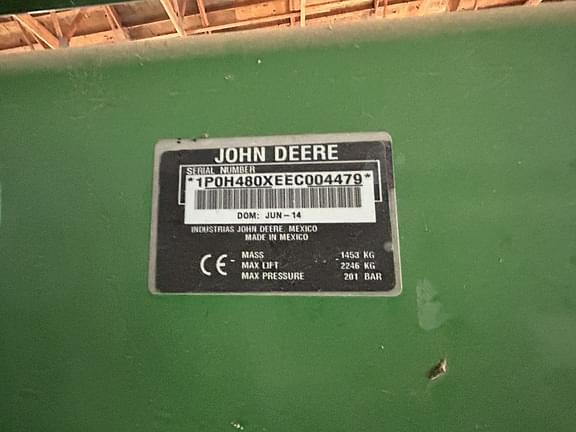 JOHN DEERE
SERIAL NUMBER
*1P0H480XEEC004479*
DOM: JUN-14
INDUSTRIAS JOHN DEERE, MEXICO
MADE IN MEXICO
CE
MASS 1453 KG
MAX LIFT 2246 KG
MAX PRESSURE 201 BAR